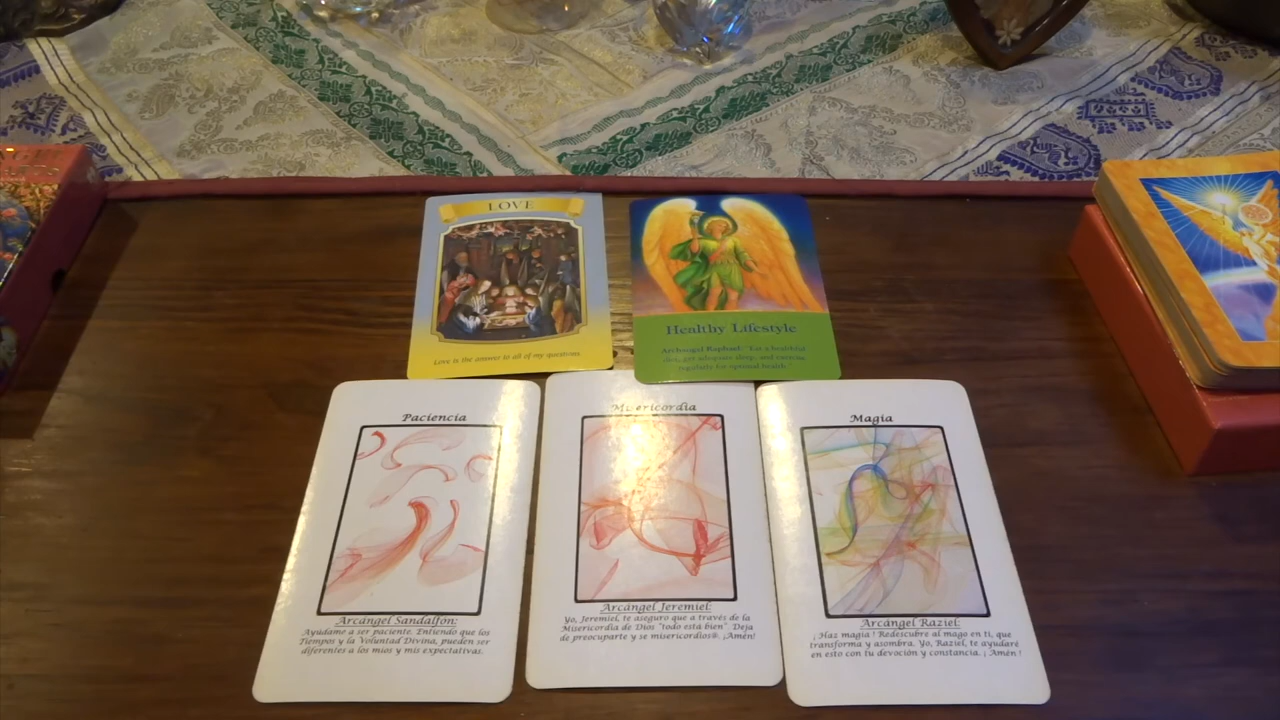 LOVE
Love is the answer to all of my questions.
Healthy Lifestyle
Archangel Raphael: "Eat a healthful
diet, get adequate sleep, and exercise
regularly for optimal health."
Paciencia
Arcángel Sandalfón:
Ayúdame a ser paciente. Entiendo que los
Tiempos y la Voluntad Divina, pueden ser
diferentes a los míos y mis expectativas.
Misericordia
Arcángel Jeremiel:
Yo, Jeremiel, te aseguro que a través de la
Misericordia de Dios "todo está bien". Deja
de preocuparte y se misericordios@. ¡Amén!
Magia
Arcángel Raziel:
¡Haz magia! Redescubre al mago en ti, que
transforma y asombra. Yo, Raziel, te ayudaré
en esto con tu devoción y constancia. ¡ Amén !